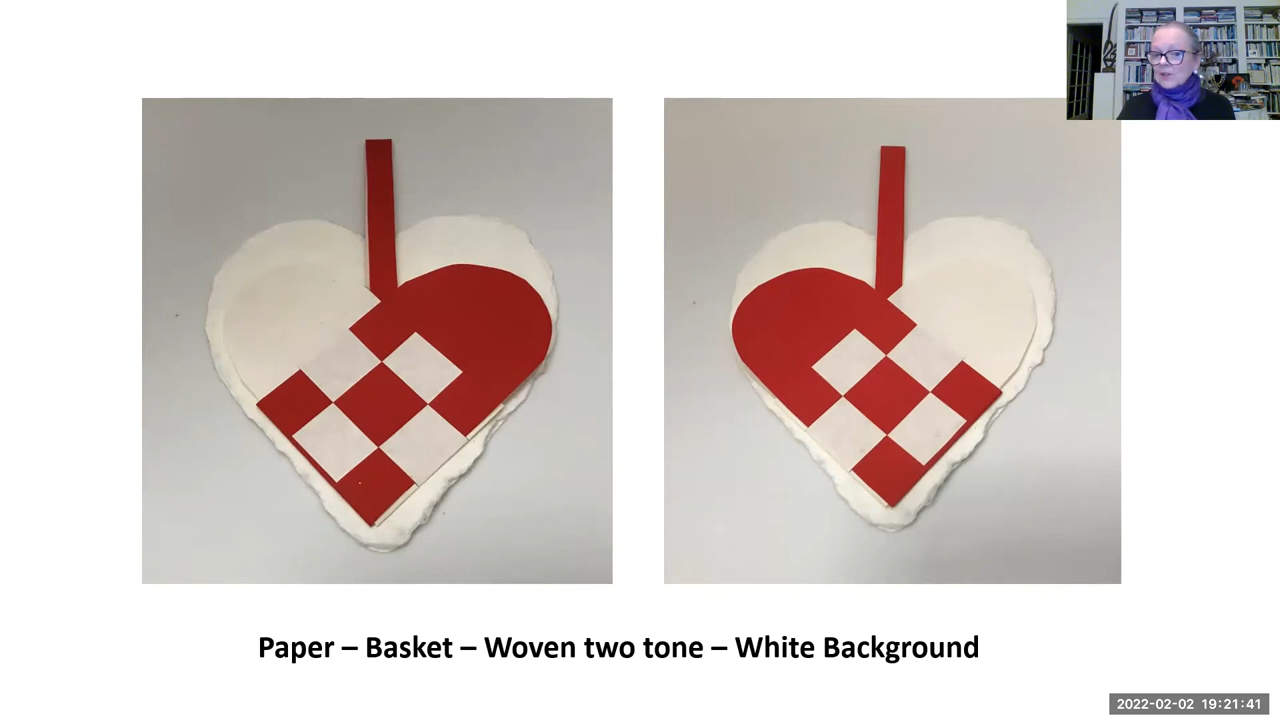 Paper – Basket – Woven two tone – White Background
2022-02-02 19:21:41